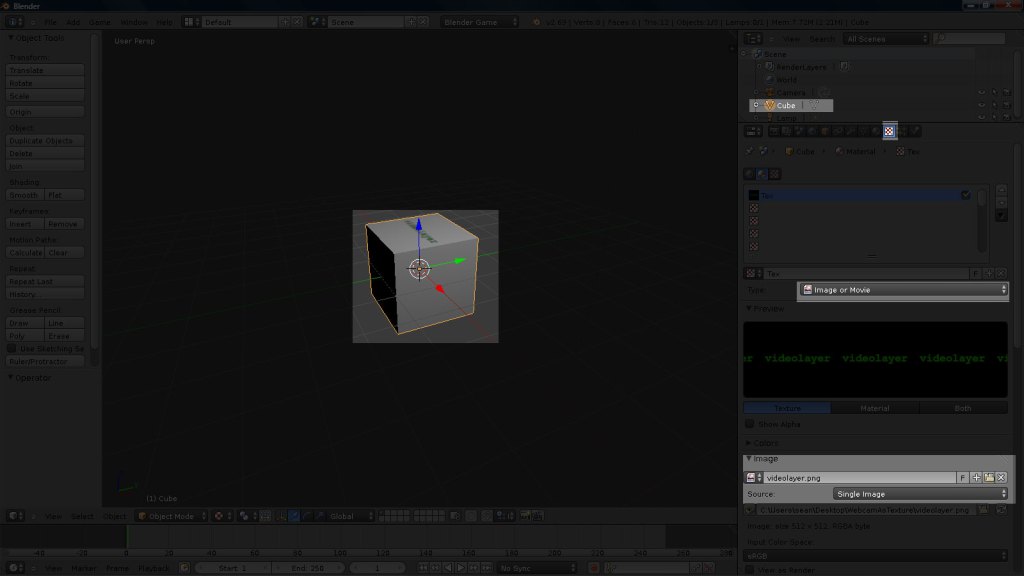 Blender
File Add Game Window Help Default Scene Blender Game v2.69 | Verts:0 | Faces:6 | Tris:12 | Objects:1/3 | Lamps:0/1 | Mem:7.72M (2.21M) | Cube
Object Tools
Transform:
Translate
Rotate
Scale
Origin
Object:
Duplicate Objects
Delete
Join
Shading:
Smooth Flat
Keyframes:
Insert Remove
Motion Paths:
Calculate Clear
Repeat:
Repeat Last
History...
Grease Pencil:
Draw Line
Poly Erase
Use Sketching Se
Ruler/Protractor
Operator
User Persp
(1) Cube
View Select Object Object Mode Global
-40 -20 0 20 40 60 80 100 120 140 160 180 200 220 240 260 280
View Marker Frame Playback Start: 1 End: 250 1 No Sync
View Search All Scenes
Scene
RenderLayers
World
Camera
Cube
Lamp
Cube Material Tex
Tex
Tex F
Type: Image or Movie
Preview
er videolayer videolayer videolayer vi
Texture Material Both
Show Alpha
Colors
Image
videolayer.png F
Source: Single Image
C:\Users\sean\Desktop\WebcamAsTexture\videolayer.png
Image: size 512 x 512, RGBA byte
Input Color Space:
sRGB
View as Render